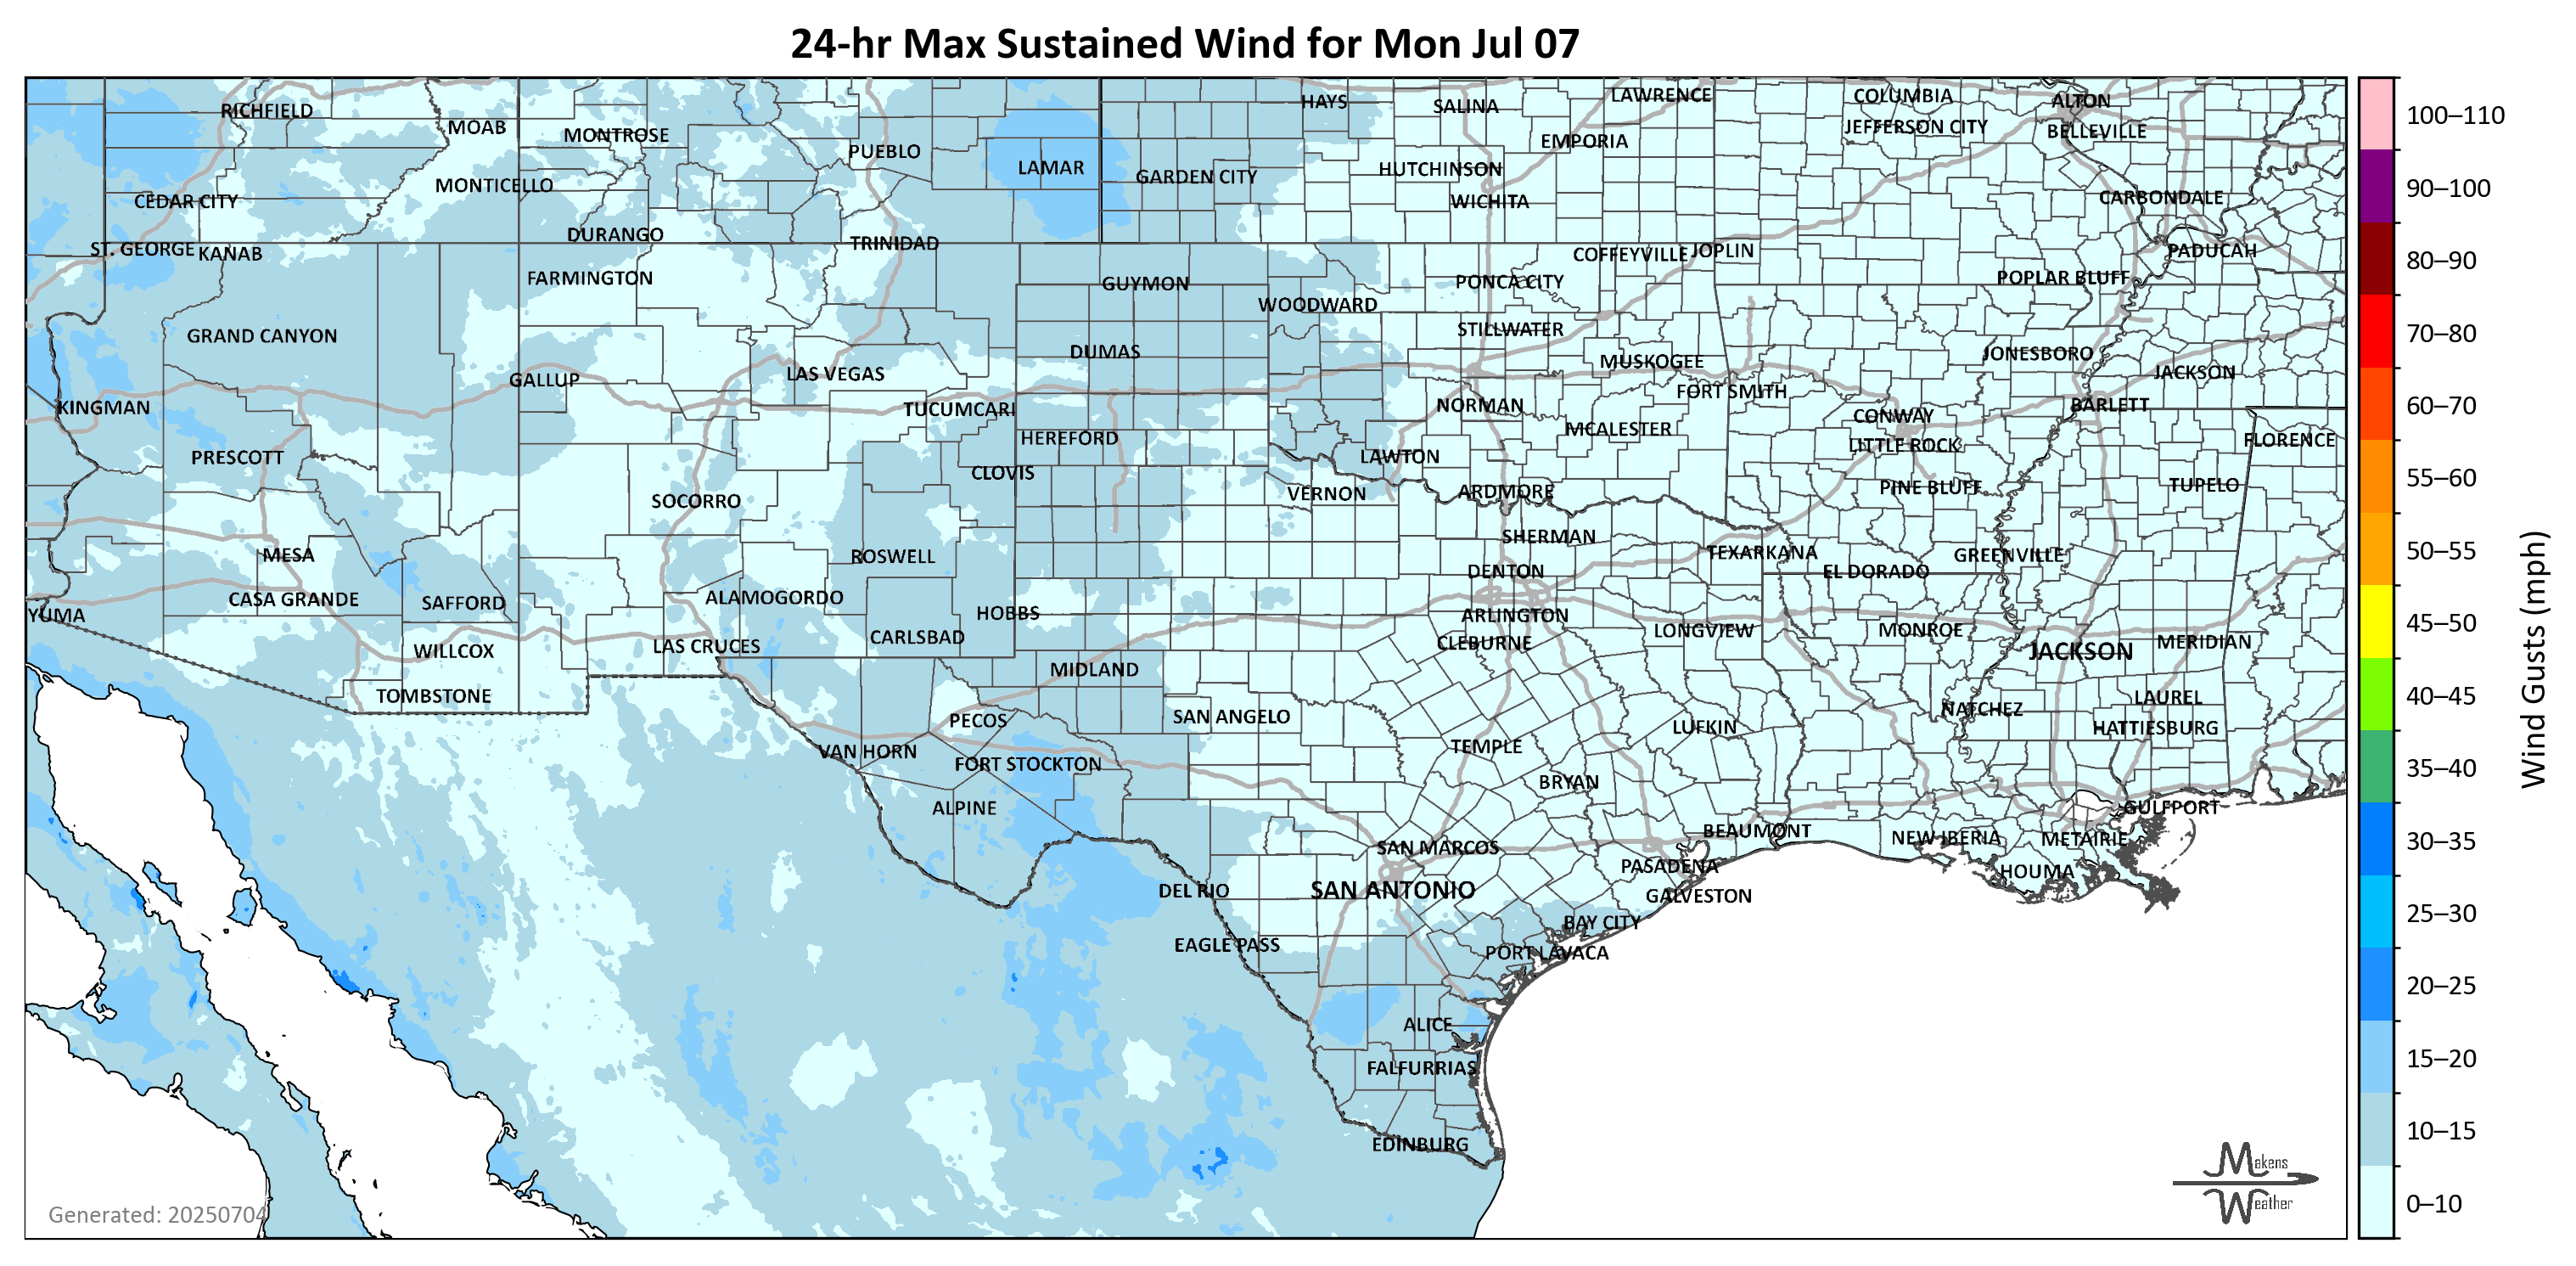 24-hr Max Sustained Wind for Mon Jul 07
RICHFIELD
MOAB
MONTROSE
PUEBLO
LAMAR
GARDEN CITY
HAYS
SALINA
LAWRENCE
EMPORIA
COLUMBIA
JEFFERSON CITY
ALTON
BELLEVILLE
HUTCHINSON
WICHITA
MONTICELLO
CEDAR CITY
CARBONDALE
ST. GEORGE
KANAB
DURANGO
TRINIDAD
FARMINGTON
GUYMON
WOODWARD
PONCA CITY
COFFEYVILLE
JOPLIN
POPLAR BLUFF
PADUCAH
GRAND CANYON
STILLWATER
DUMAS
MUSKOGEE
JONESBORO
JACKSON
GALLUP
LAS VEGAS
FORT SMITH
KINGMAN
TUCUMCARI
NORMAN
CONWAY
BARLETT
HEREFORD
MCALESTER
LITTLE ROCK
FLORENCE
PRESCOTT
CLOVIS
LAWTON
VERNON
ARDMORE
PINE BLUFF
TUPELO
SOCORRO
SHERMAN
MESA
ROSWELL
TEXARKANA
GREENVILLE
DENTON
EL DORADO
CASA GRANDE
SAFFORD
ALAMOGORDO
HOBBS
ARLINGTON
YUMA
CARLSBAD
CLEBURNE
LONGVIEW
MONROE
JACKSON
MERIDIAN
WILLCOX
LAS CRUCES
MIDLAND
TOMBSTONE
PECOS
SAN ANGELO
LUFKIN
NATCHEZ
LAUREL
HATTIESBURG
VAN HORN
FORT STOCKTON
TEMPLE
BRYAN
ALPINE
GULFPORT
SAN MARCOS
BEAUMONT
NEW IBERIA
METAIRIE
PASADENA
HOUMA
DEL RIO
SAN ANTONIO
GALVESTON
BAY CITY
EAGLE PASS
PORT LAVACA
ALICE
FALFURRIAS
EDINBURG
Generated: 20250704
Makens
Weather
100–110
90–100
80–90
70–80
60–70
55–60
50–55
45–50
40–45
35–40
30–35
25–30
20–25
15–20
10–15
0–10
Wind Gusts (mph)